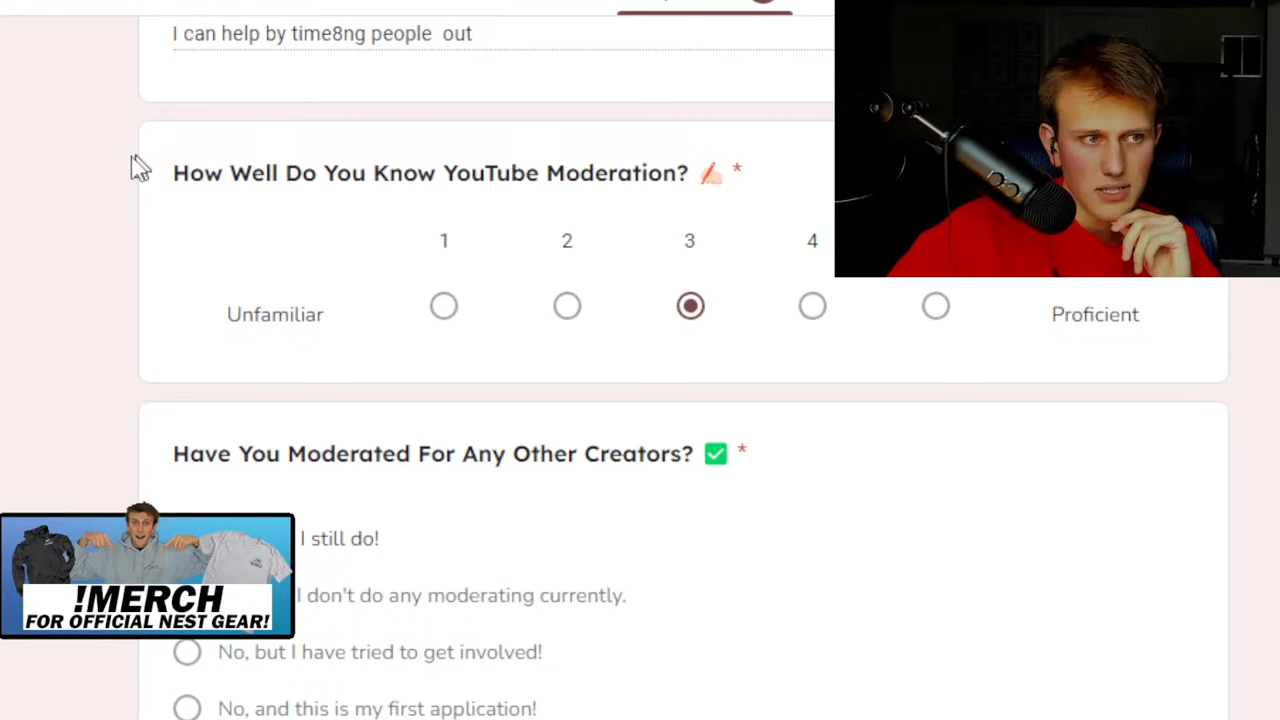 I can help by time8ng people  out
How Well Do You Know YouTube Moderation? ✍🏻 *
1 2 3 4
Unfamiliar Proficient
Have You Moderated For Any Other Creators? ✅ *
I still do!
I don't do any moderating currently.
!MERCH
FOR OFFICIAL NEST GEAR!
No, but I have tried to get involved!
No, and this is my first application!